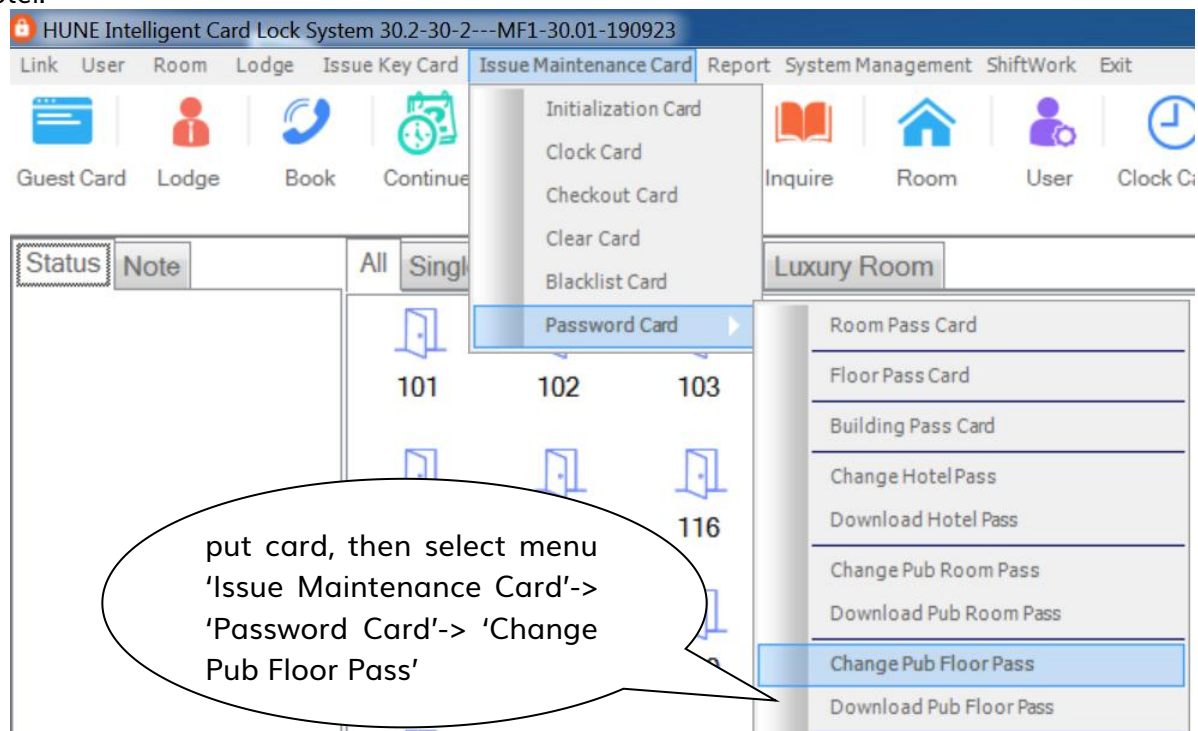 HUNE Intelligent Card Lock System 30.2-30-2---MF1-30.01-190923
Link User Room Lodge Issue Key Card Issue Maintenance Card Report System Management ShiftWork Exit
Guest Card Lodge Book Continue Inquire Room User Clock Ca
Initialization Card
Clock Card
Checkout Card
Clear Card
Blacklist Card
Password Card
Status Note All Singl Luxury Room
101 102 103
116
Room Pass Card
Floor Pass Card
Building Pass Card
Change Hotel Pass
Download Hotel Pass
Change Pub Room Pass
Download Pub Room Pass
Change Pub Floor Pass
Download Pub Floor Pass
put card, then select menu
‘Issue Maintenance Card’->
‘Password Card’-> ‘Change
Pub Floor Pass’